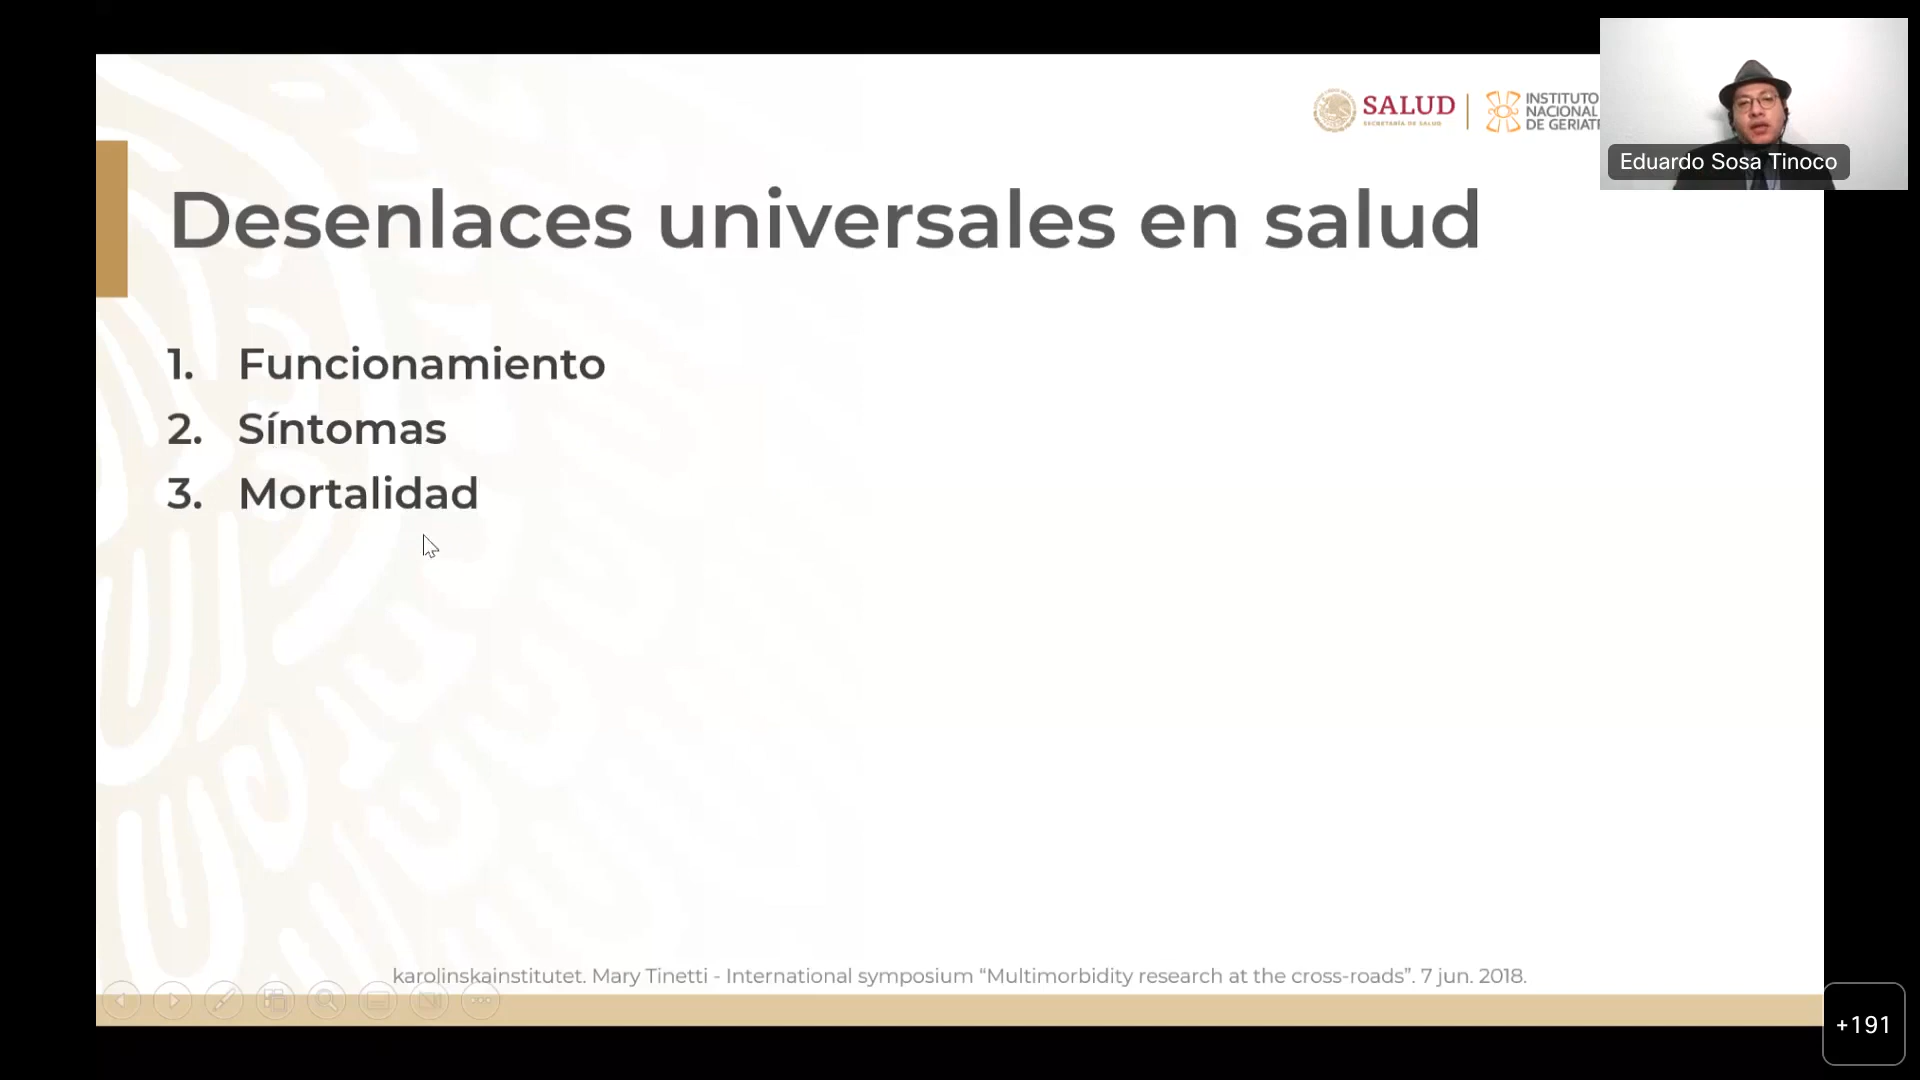 SALUD
SECRETARÍA DE SALUD
INSTITUTO
NACIONAL
DE GERIAT
Eduardo Sosa Tinoco
Desenlaces universales en salud
1. Funcionamiento
2. Síntomas
3. Mortalidad
karolinskainstitutet. Mary Tinetti - International symposium “Multimorbidity research at the cross-roads”. 7 jun. 2018.
+191